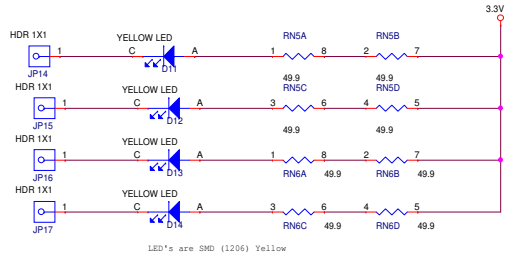 3.3V
HDR 1X1
YELLOW LED
RN5A
RN5B
1
C
A
1
8
2
7
JP14
D11
49.9
49.9
HDR 1X1
YELLOW LED
RN5C
RN5D
1
C
A
3
6
4
5
JP15
D12
49.9
49.9
HDR 1X1
YELLOW LED
1
C
A
1
8
2
7
JP16
D13
RN6A
49.9
RN6B
49.9
HDR 1X1
YELLOW LED
1
C
A
3
6
4
5
JP17
D14
RN6C
49.9
RN6D
49.9
LED's are SMD (1206) Yellow